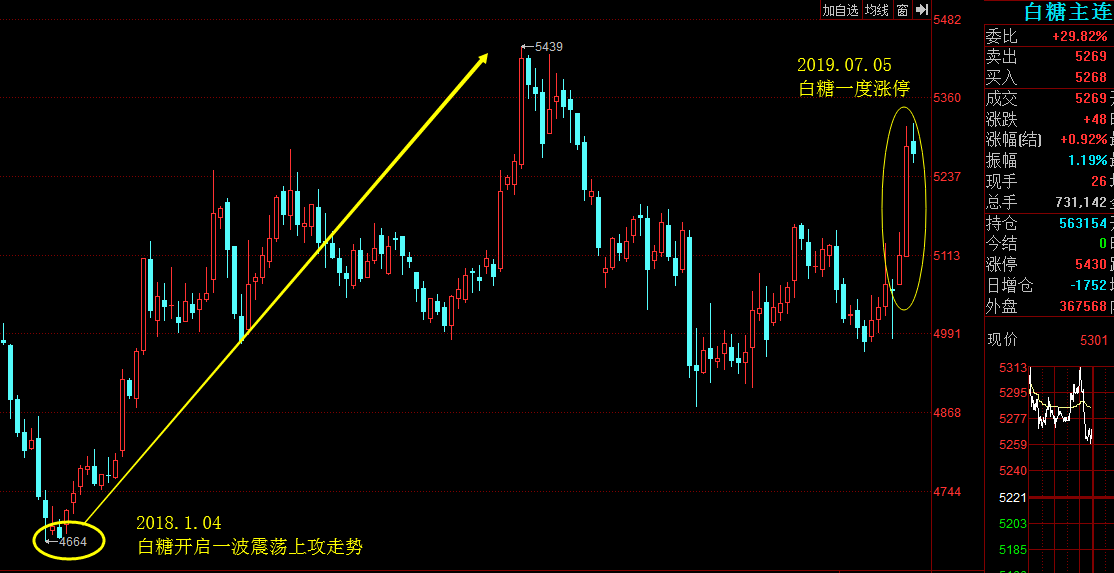 加自选 均线 窗
5482
5360
5237
5113
4991
4868
4744
5439
2019.07.05
白糖一度涨停
4664
2018.1.04
白糖开启一波震荡上攻走势
白糖主连
委比 +29.82%
卖出 5269
买入 5268
成交 5269
涨跌 +48
涨幅(结) +0.92%
振幅 1.19%
现手 26
总手 731,142
持仓 563154
今结 0
涨停 5430
日增仓 -1752
外盘 367568
现价 5301
5313
5295
5277
5259
5240
5221
5203
5185